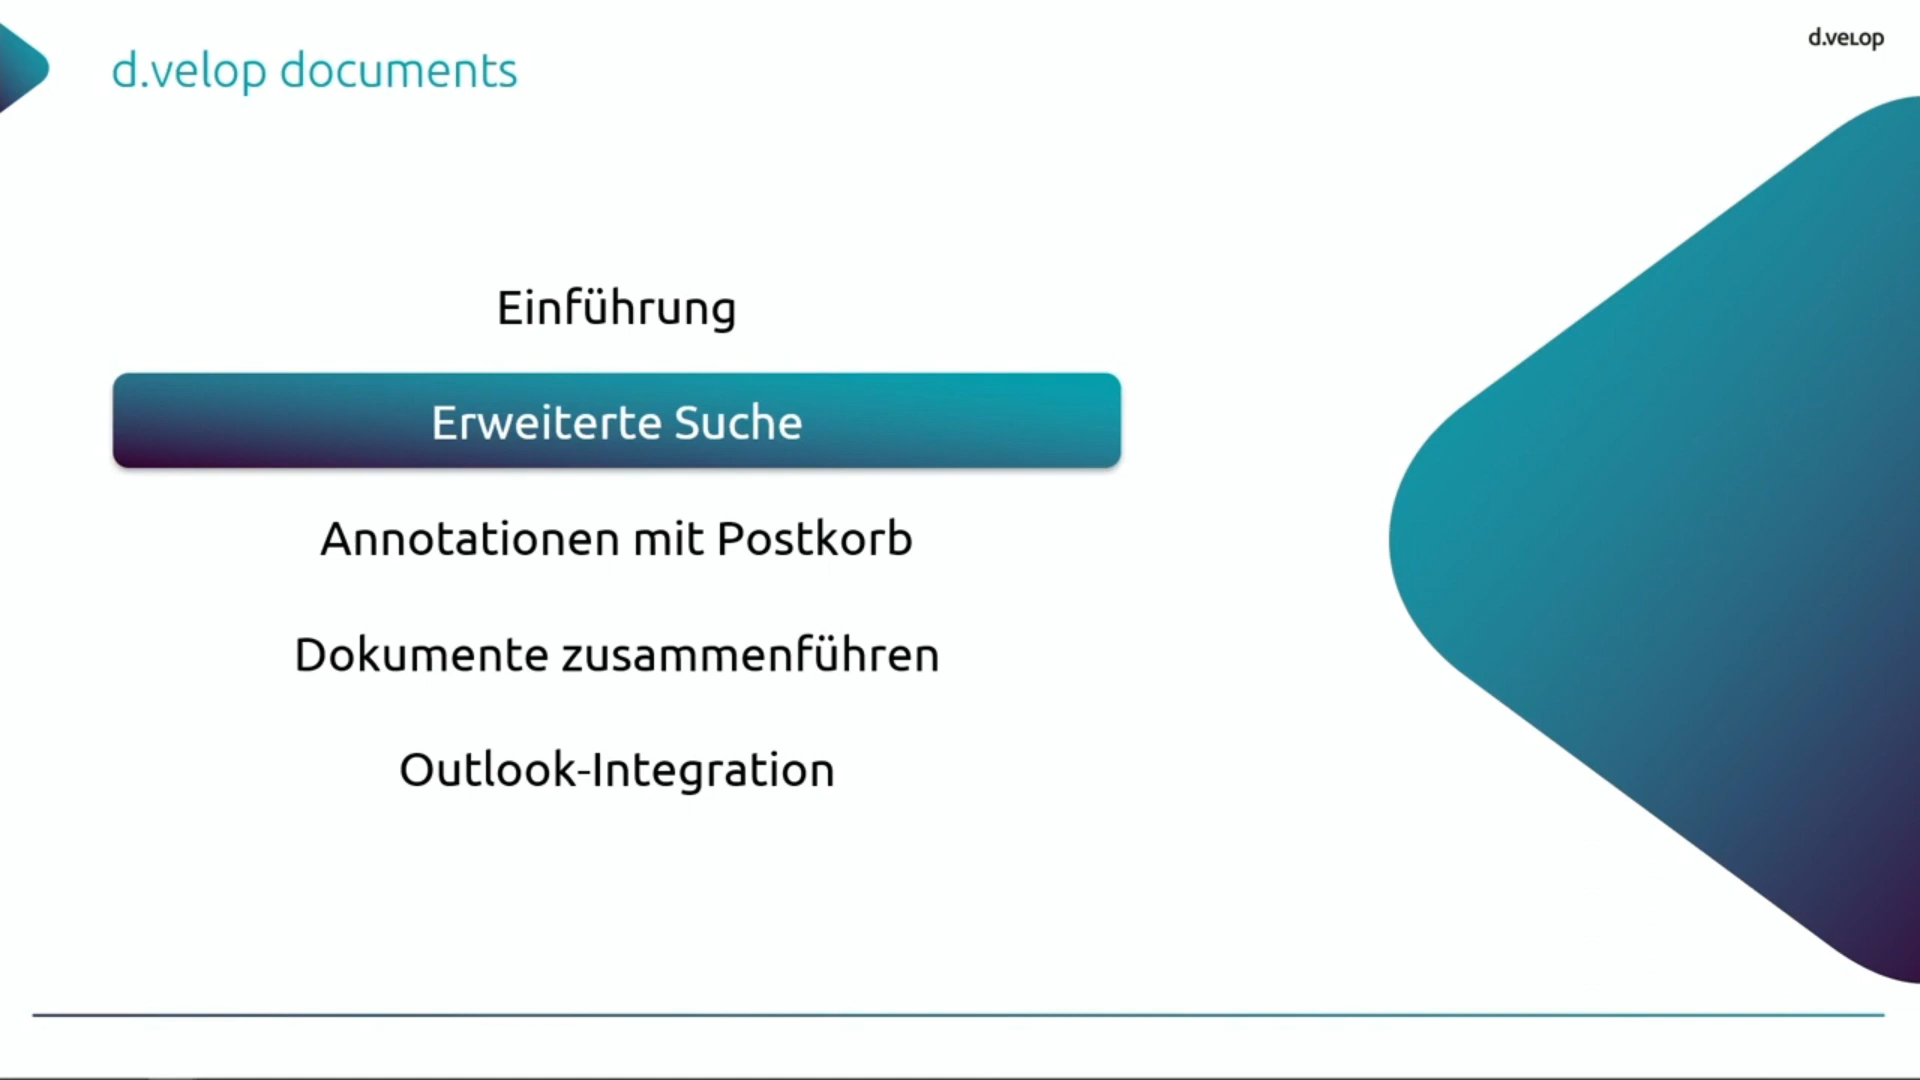 d.velop documents
d.velop
Einführung
Erweiterte Suche
Annotationen mit Postkorb
Dokumente zusammenführen
Outlook-Integration